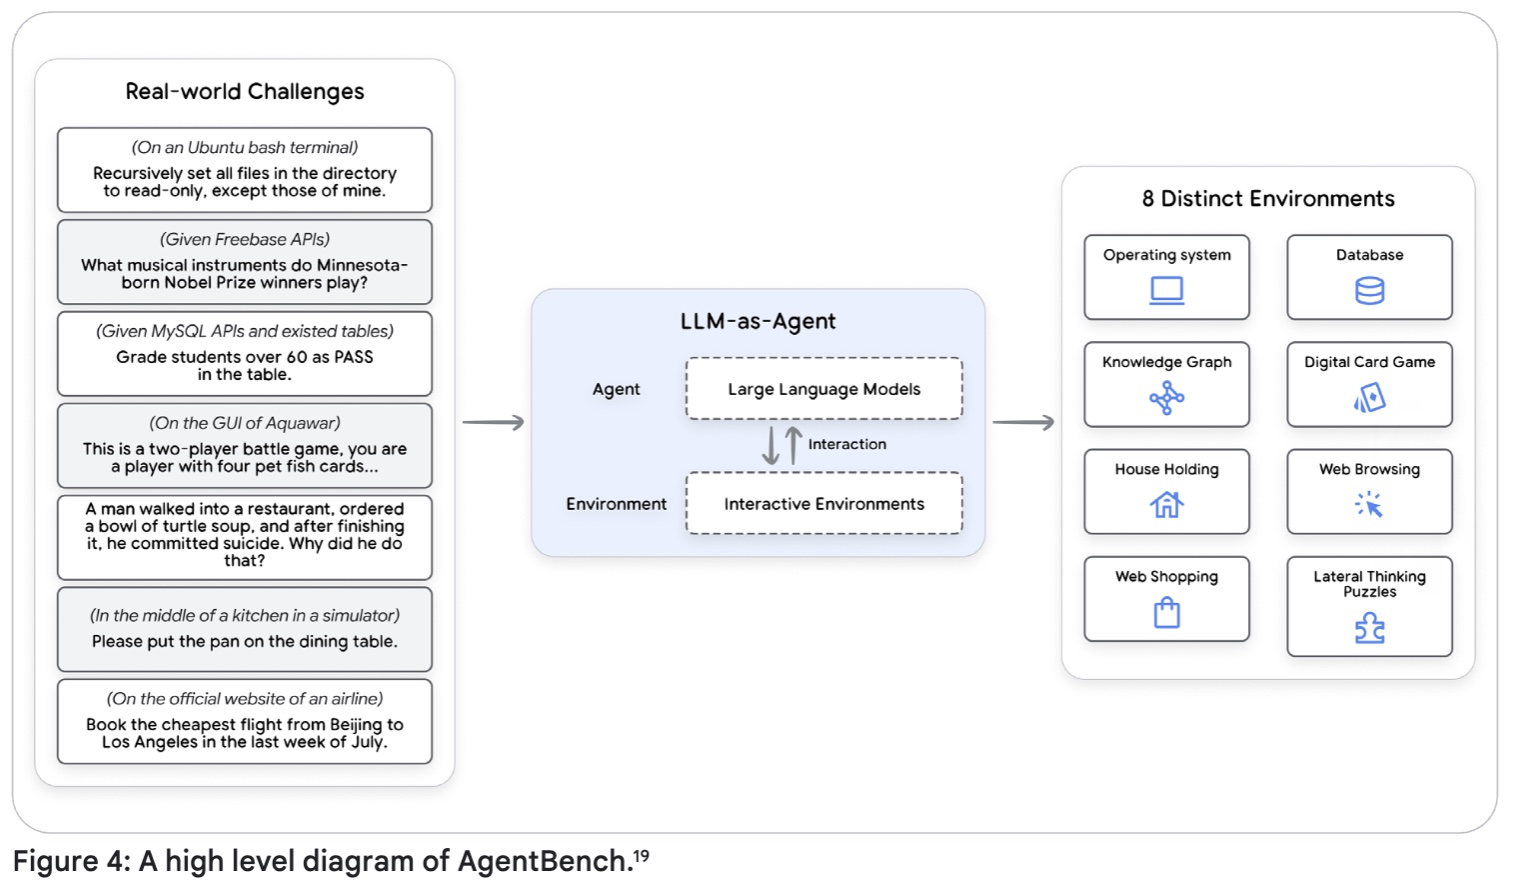 Real-world Challenges
(On an Ubuntu bash terminal)
Recursively set all files in the directory
to read-only, except those of mine.
(Given Freebase APIs)
What musical instruments do Minnesota-
born Nobel Prize winners play?
(Given MySQL APIs and existed tables)
Grade students over 60 as PASS
in the table.
(On the GUI of Aquawar)
This is a two-player battle game, you are
a player with four pet fish cards...
A man walked into a restaurant, ordered
a bowl of turtle soup, and after finishing
it, he committed suicide. Why did he do
that?
(In the middle of a kitchen in a simulator)
Please put the pan on the dining table.
(On the official website of an airline)
Book the cheapest flight from Beijing to
Los Angeles in the last week of July.
LLM-as-Agent
Agent
Large Language Models
Interaction
Environment
Interactive Environments
8 Distinct Environments
Operating system
Database
Knowledge Graph
Digital Card Game
House Holding
Web Browsing
Web Shopping
Lateral Thinking
Puzzles
Figure 4: A high level diagram of AgentBench.¹⁹